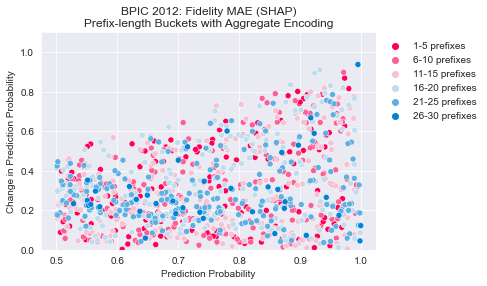 BPIC 2012: Fidelity MAE (SHAP)
Prefix-length Buckets with Aggregate Encoding
Change in Prediction Probability
1.0
0.8
0.6
0.4
0.2
0.0
0.5
0.6
0.7
0.8
0.9
1.0
Prediction Probability
1-5 prefixes
6-10 prefixes
11-15 prefixes
16-20 prefixes
21-25 prefixes
26-30 prefixes